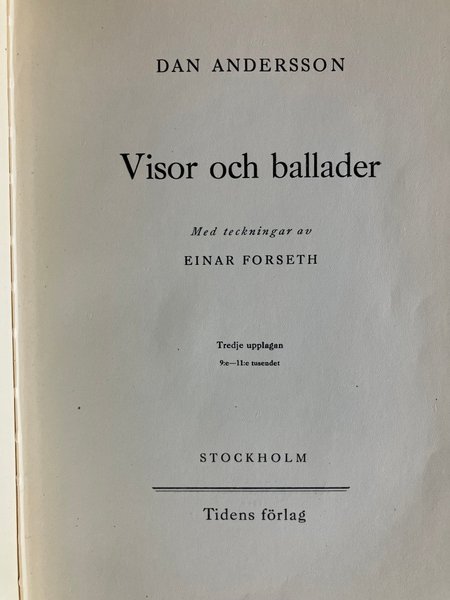 DAN ANDERSSON
Visor och ballader
Med teckningar av
EINAR FORSETH
Tredje upplagan
9:e—11:e tusendet
STOCKHOLM
Tidens förlag